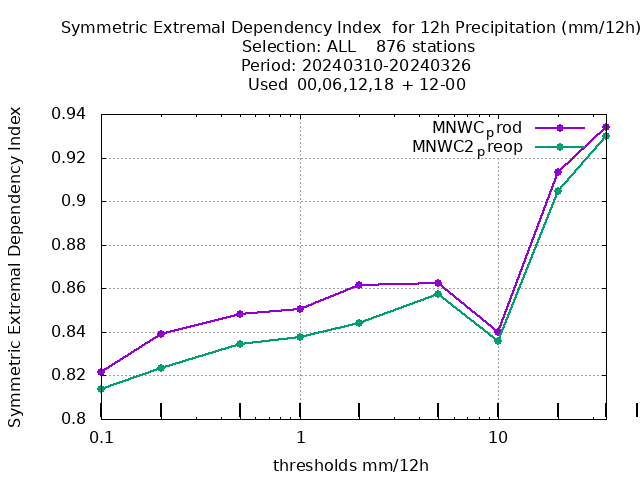 Symmetric Extremal Dependency Index for 12h Precipitation (mm/12h)
Selection: ALL 876 stations
Period: 20240310-20240326
Used 00,06,12,18 + 12-00
Symmetric Extremal Dependency Index
0.94
0.92
0.9
0.88
0.86
0.84
0.82
0.8
MNWCprod
MNWC2preop
0.1 1 10
thresholds mm/12h